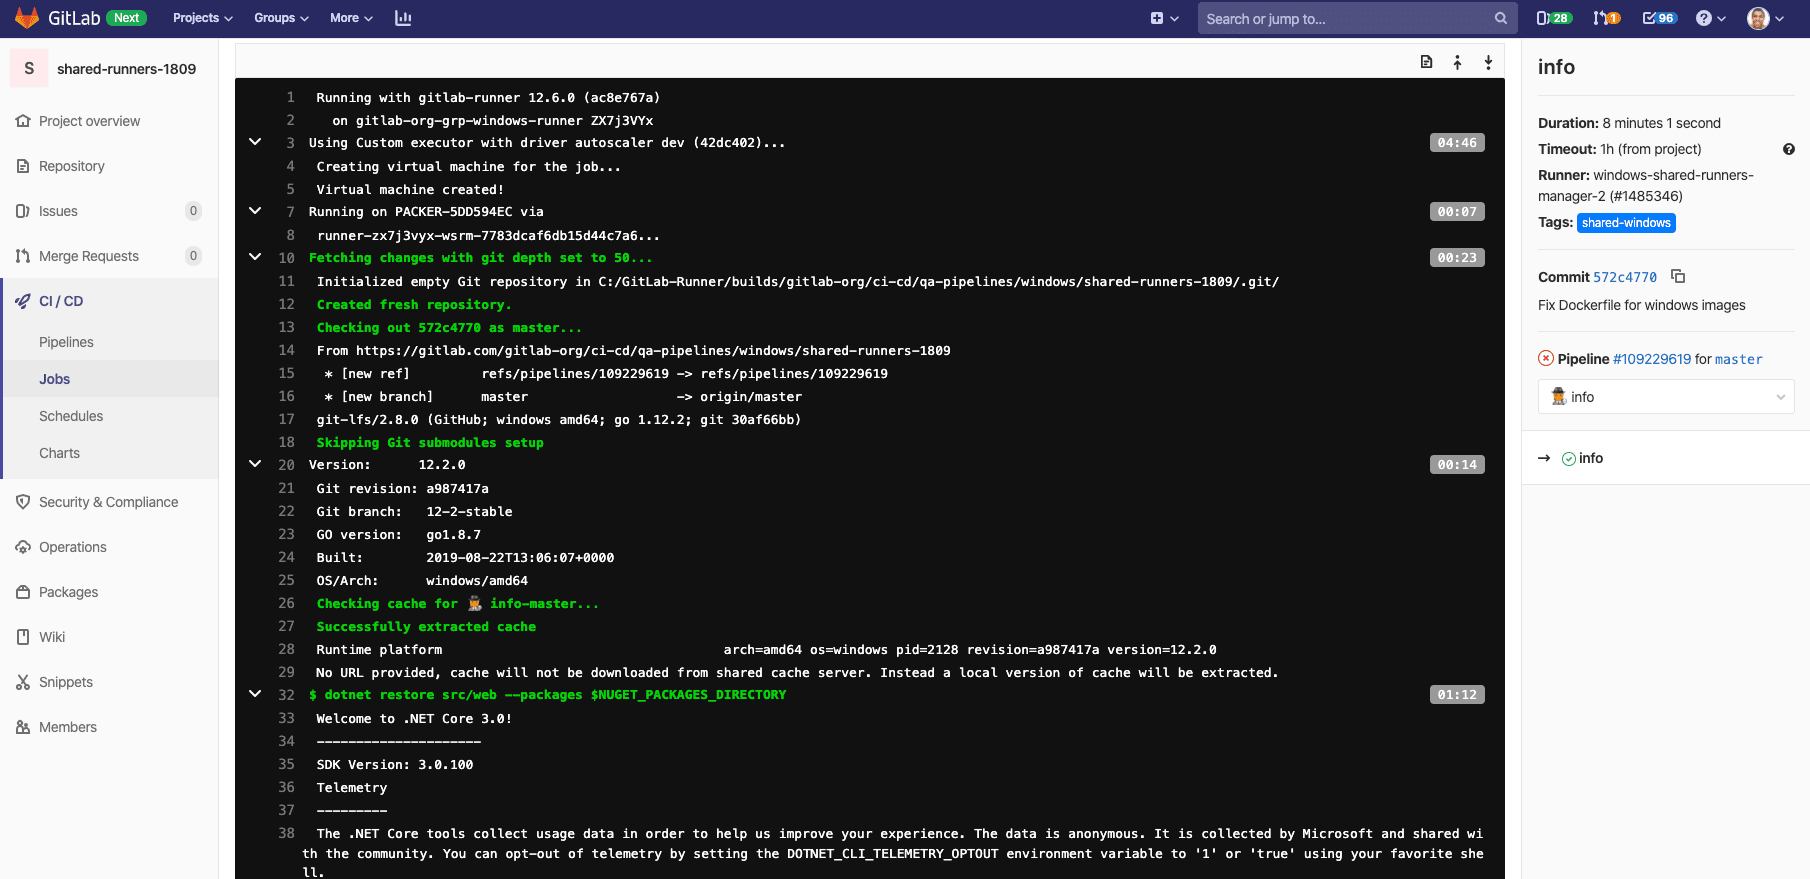 GitLab Next Projects Groups More Search or jump to... 28 1 96
S shared-runners-1809
Project overview
Repository
Issues 0
Merge Requests 0
CI / CD
Pipelines
Jobs
Schedules
Charts
Security & Compliance
Operations
Packages
Wiki
Snippets
Members
1 Running with gitlab-runner 12.6.0 (ac8e767a)
2 on gitlab-org-grp-windows-runner ZX7j3VYx
3 Using Custom executor with driver autoscaler dev (42dc402)... 04:46
4 Creating virtual machine for the job...
5 Virtual machine created!
7 Running on PACKER-5DD594EC via 00:07
8 runner-zx7j3vyx-wsrm-7783dcaf6db15d44c7a6...
10 Fetching changes with git depth set to 50... 00:23
11 Initialized empty Git repository in C:/GitLab-Runner/builds/gitlab-org/ci-cd/qa-pipelines/windows/shared-runners-1809/.git/
12 Created fresh repository.
13 Checking out 572c4770 as master...
14 From https://gitlab.com/gitlab-org/ci-cd/qa-pipelines/windows/shared-runners-1809
15 * [new ref] refs/pipelines/109229619 -> refs/pipelines/109229619
16 * [new branch] master -> origin/master
17 git-lfs/2.8.0 (GitHub; windows amd64; go 1.12.2; git 30af66bb)
18 Skipping Git submodules setup
20 Version: 12.2.0 00:14
21 Git revision: a987417a
22 Git branch: 12-2-stable
23 GO version: go1.8.7
24 Built: 2019-08-22T13:06:07+0000
25 OS/Arch: windows/amd64
26 Checking cache for 🕵 info-master...
27 Successfully extracted cache
28 Runtime platform arch=amd64 os=windows pid=2128 revision=a987417a version=12.2.0
29 No URL provided, cache will not be downloaded from shared cache server. Instead a local version of cache will be extracted.
32 $ dotnet restore src/web --packages $NUGET_PACKAGES_DIRECTORY 01:12
33 Welcome to .NET Core 3.0!
34 ---------------------
35 SDK Version: 3.0.100
36 Telemetry
37 ---------
38 The .NET Core tools collect usage data in order to help us improve your experience. The data is anonymous. It is collected by Microsoft and shared wi
th the community. You can opt-out of telemetry by setting the DOTNET_CLI_TELEMETRY_OPTOUT environment variable to '1' or 'true' using your favorite she
ll.
info
Duration: 8 minutes 1 second
Timeout: 1h (from project)
Runner: windows-shared-runners-
manager-2 (#1485346)
Tags: shared-windows
Commit 572c4770
Fix Dockerfile for windows images
Pipeline #109229619 for master
🕵 info
→ info